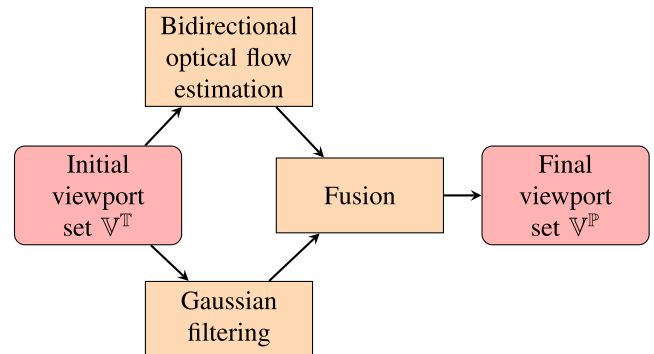 Bidirectional
optical flow
estimation
Initial
viewport
set 𝕍^𝕋
Fusion
Final
viewport
set 𝕍^ℙ
Gaussian
filtering